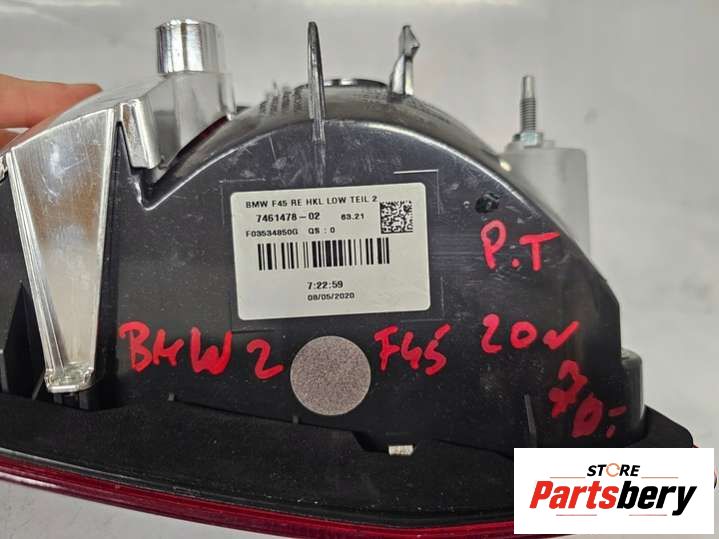 BMW F45 RE HKL LOW TEIL 2
7461478-02 63.21
F03534850G QS : 0
7:22:59
08/05/2020
P.T
BMW 2 F45 20r
70.-
STORE
Partsbery